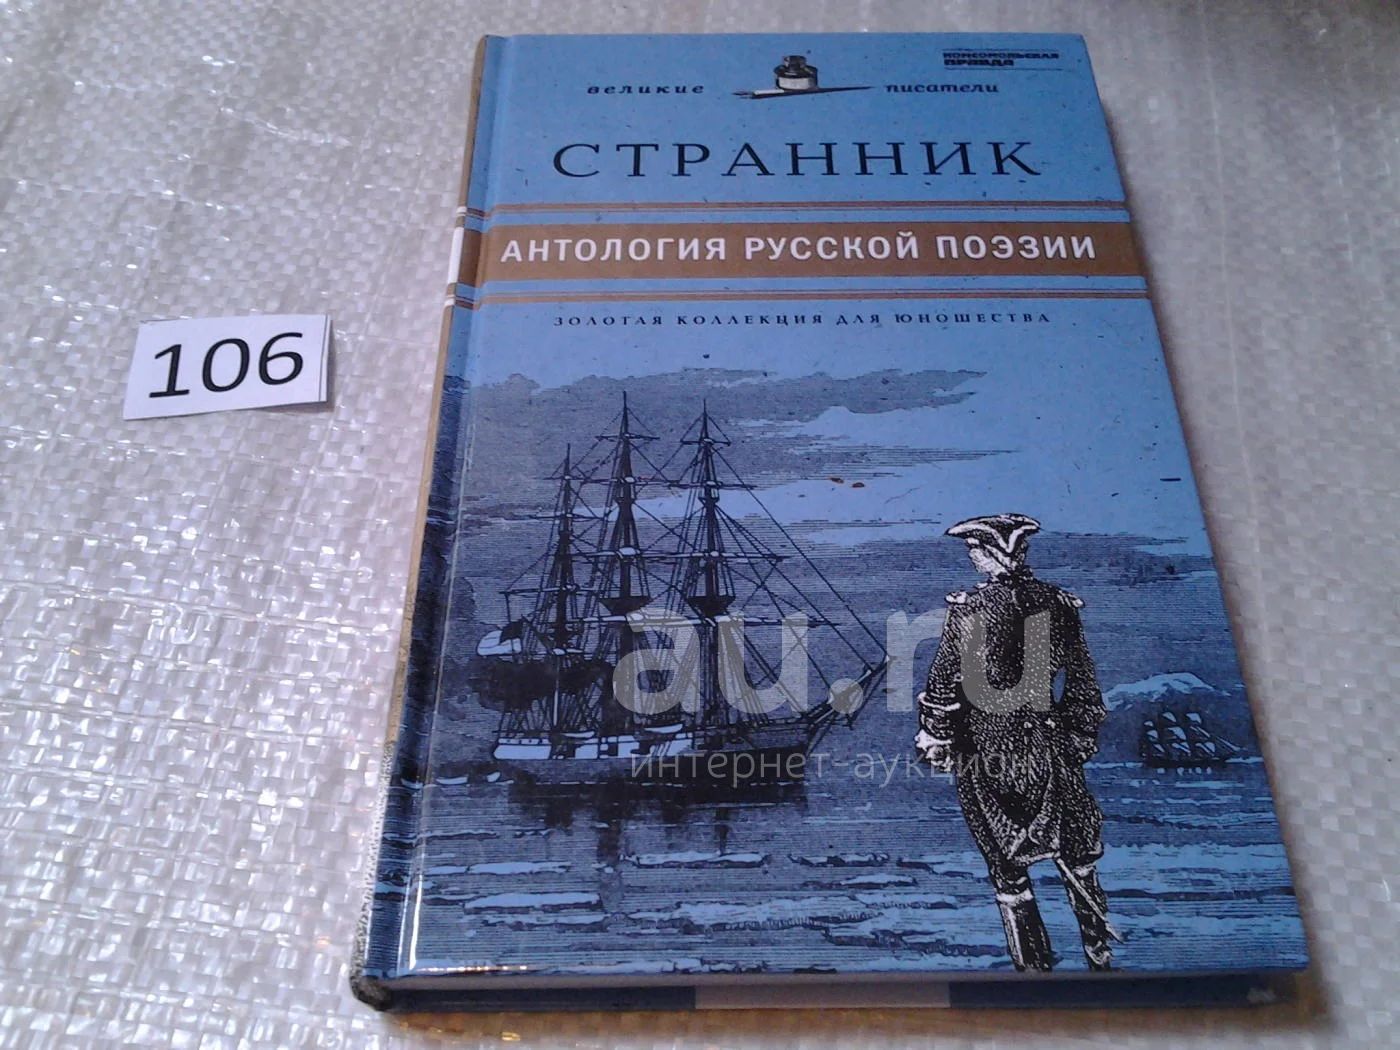 КОМСОМОЛЬСКАЯ
ПРАВДА
великие писатели
СТРАННИК
АНТОЛОГИЯ РУССКОЙ ПОЭЗИИ
ЗОЛОТАЯ КОЛЛЕКЦИЯ ДЛЯ ЮНОШЕСТВА
106
au.ru
интернет-аукцион